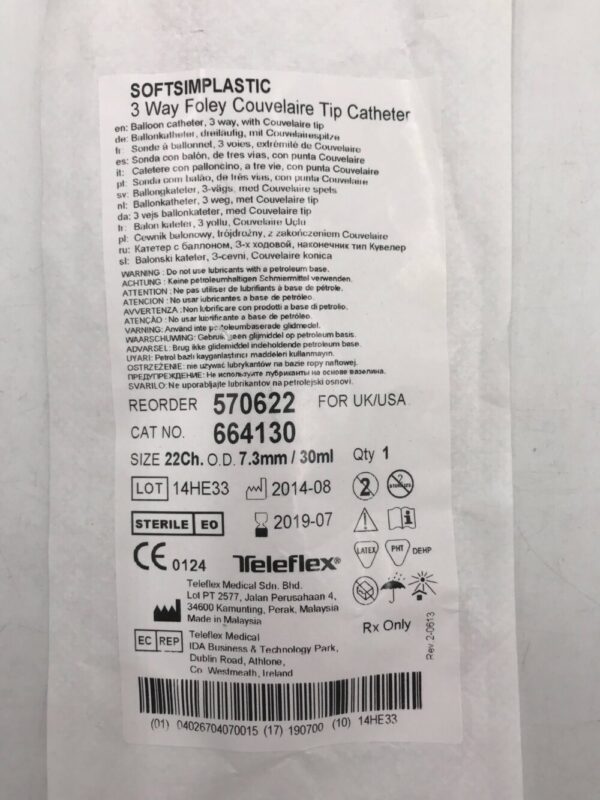 SOFTSIMPLASTIC
3 Way Foley Couvelaire Tip Catheter
en: Balloon catheter, 3 way, with Couvelaire tip
de: Ballonkatheter, dreiläufig, mit Couvelairespitze
fr: Sonde à ballonnet, 3 voies, extrémité de Couvelaire
es: Sonda con balón, de tres vias, con punta Couvelaire
it: Catetere con palloncino, a tre vie, con punta Couvelaire
pt: Sonda com balão, de três vias, com punta Couvelaire
sv: Ballongkateter, 3-vägs, med Couvelaire spets
nl: Ballonkatheter, 3 weg, met Couvelaire tip
da: 3 vejs ballonkateter, med Couvelaire tip
tr: Balon kateter, 3 yollu, Couvelaire Uçlu
pl: Cewnik balonowy, trójdrożny, z zakończeniem Couvelaire
ru: Катетер с баллоном, 3-х ходовой, наконечник тип Кувелер
sl: Balonski kateter, 3-cevni, Couvelaire konica
WARNING : Do not use lubricants with a petroleum base.
ACHTUNG : Keine petroleumhaltigen Schmiermittel verwenden.
ATTENTION : Ne pas utiliser de lubrifiants à base de pétrole.
ATENCION : No usar lubricantes a base de petróleo.
AVVERTENZA : Non lubrificare con prodotti a base di petrolio.
ATENÇÃO : No usar lubrificante a base de petróleo.
VARNING: Använd inte petroleumbaserade glidmedel.
WAARSCHUWING: Gebruik geen glijmiddel op petroleum basis.
ADVARSEL: Brug ikke glidemiddel indeholdende petroleum base.
UYARI: Petrol bazlı kayganlastırıcı maddeleri kullanmayın.
OSTRZEŻENIE: nie używać lubrykantów na bazie ropy naftowej.
ПРЕДУПРЕЖДЕНИЕ: Не используйте лубриканты на основе вазелина.
SVARILO: Ne uporabljajte lubrikantov na petrolejski osnovi.
REORDER 570622 FOR UK/USA
CAT NO. 664130
SIZE 22Ch. O.D. 7.3mm / 30ml Qty 1
LOT 14HE33 2014-08 2
STERILE EO 2019-07
CE 0124 Teleflex® LATEX PHT DEHP
Teleflex Medical Sdn. Bhd.
Lot PT 2577, Jalan Perusahaan 4,
34600 Kamunting, Perak, Malaysia
Made in Malaysia
Rx Only
Rev 2-0613
EC REP Teleflex Medical
IDA Business & Technology Park,
Dublin Road, Athlone,
Co. Westmeath, Ireland
(01) 04026704070015 (17) 190700 (10) 14HE33